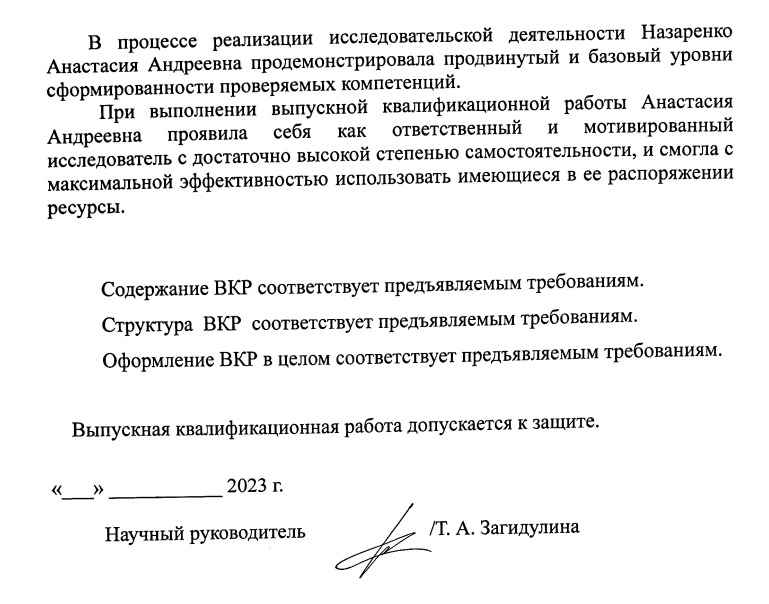 В процессе реализации исследовательской деятельности Назаренко
Анастасия Андреевна продемонстрировала продвинутый и базовый уровни
сформированности проверяемых компетенций.
При выполнении выпускной квалификационной работы Анастасия
Андреевна проявила себя как ответственный и мотивированный
исследователь с достаточно высокой степенью самостоятельности, и смогла с
максимальной эффективностью использовать имеющиеся в ее распоряжении
ресурсы.
Содержание ВКР соответствует предъявляемым требованиям.
Структура ВКР соответствует предъявляемым требованиям.
Оформление ВКР в целом соответствует предъявляемым требованиям.
Выпускная квалификационная работа допускается к защите.
«___» ___________ 2023 г.
Научный руководитель /Т. А. Загидулина